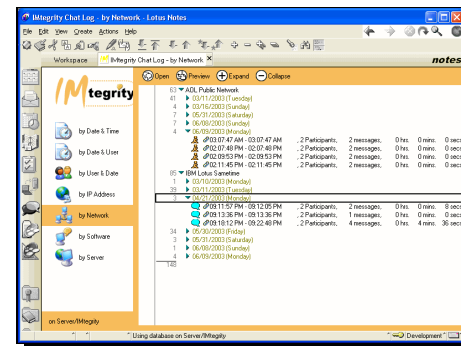 IMtegrity Chat Log - by Network - Lotus Notes
File Edit View Create Actions Help
Workspace IMtegrity Chat Log - by Network
notes
Open Preview Expand Collapse
IMtegrity
by Date & Time
by Date & User
by User & Date
by IP Address
by Network
by Software
by Server
on Server/IMtegrity
63 AOL Public Network
41 03/11/2003 (Tuesday)
4 03/16/2003 (Sunday)
7 05/31/2003 (Saturday)
7 06/08/2003 (Sunday)
4 06/09/2003 (Monday)
03:07:47 AM - 03:07:47 AM , 2 Participants, 2 messages, 0 hrs. 0 mins. 0 secs
02:07:48 PM - 02:07:48 PM , 2 Participants, 2 messages, 0 hrs. 0 mins. 0 secs
02:09:53 PM - 02:09:53 PM , 2 Participants, 2 messages, 0 hrs. 0 mins. 0 secs
02:11:45 PM - 02:11:45 PM , 2 Participants, 2 messages, 0 hrs. 0 mins. 0 secs
85 IBM Lotus Sametime
1 03/10/2003 (Monday)
39 03/11/2003 (Tuesday)
3 04/21/2003 (Monday)
09:11:57 PM - 09:12:05 PM , 2 Participants, 2 messages, 0 hrs. 0 mins. 8 secs
09:13:36 PM - 09:13:36 PM , 2 Participants, 1 messages, 0 hrs. 0 mins. 0 secs
09:18:12 PM - 09:22:48 PM , 2 Participants, 4 messages, 0 hrs. 4 mins. 36 secs
34 05/30/2003 (Friday)
3 05/31/2003 (Saturday)
1 06/08/2003 (Sunday)
4 06/09/2003 (Monday)
148
Using database on Server/IMtegrity
Development